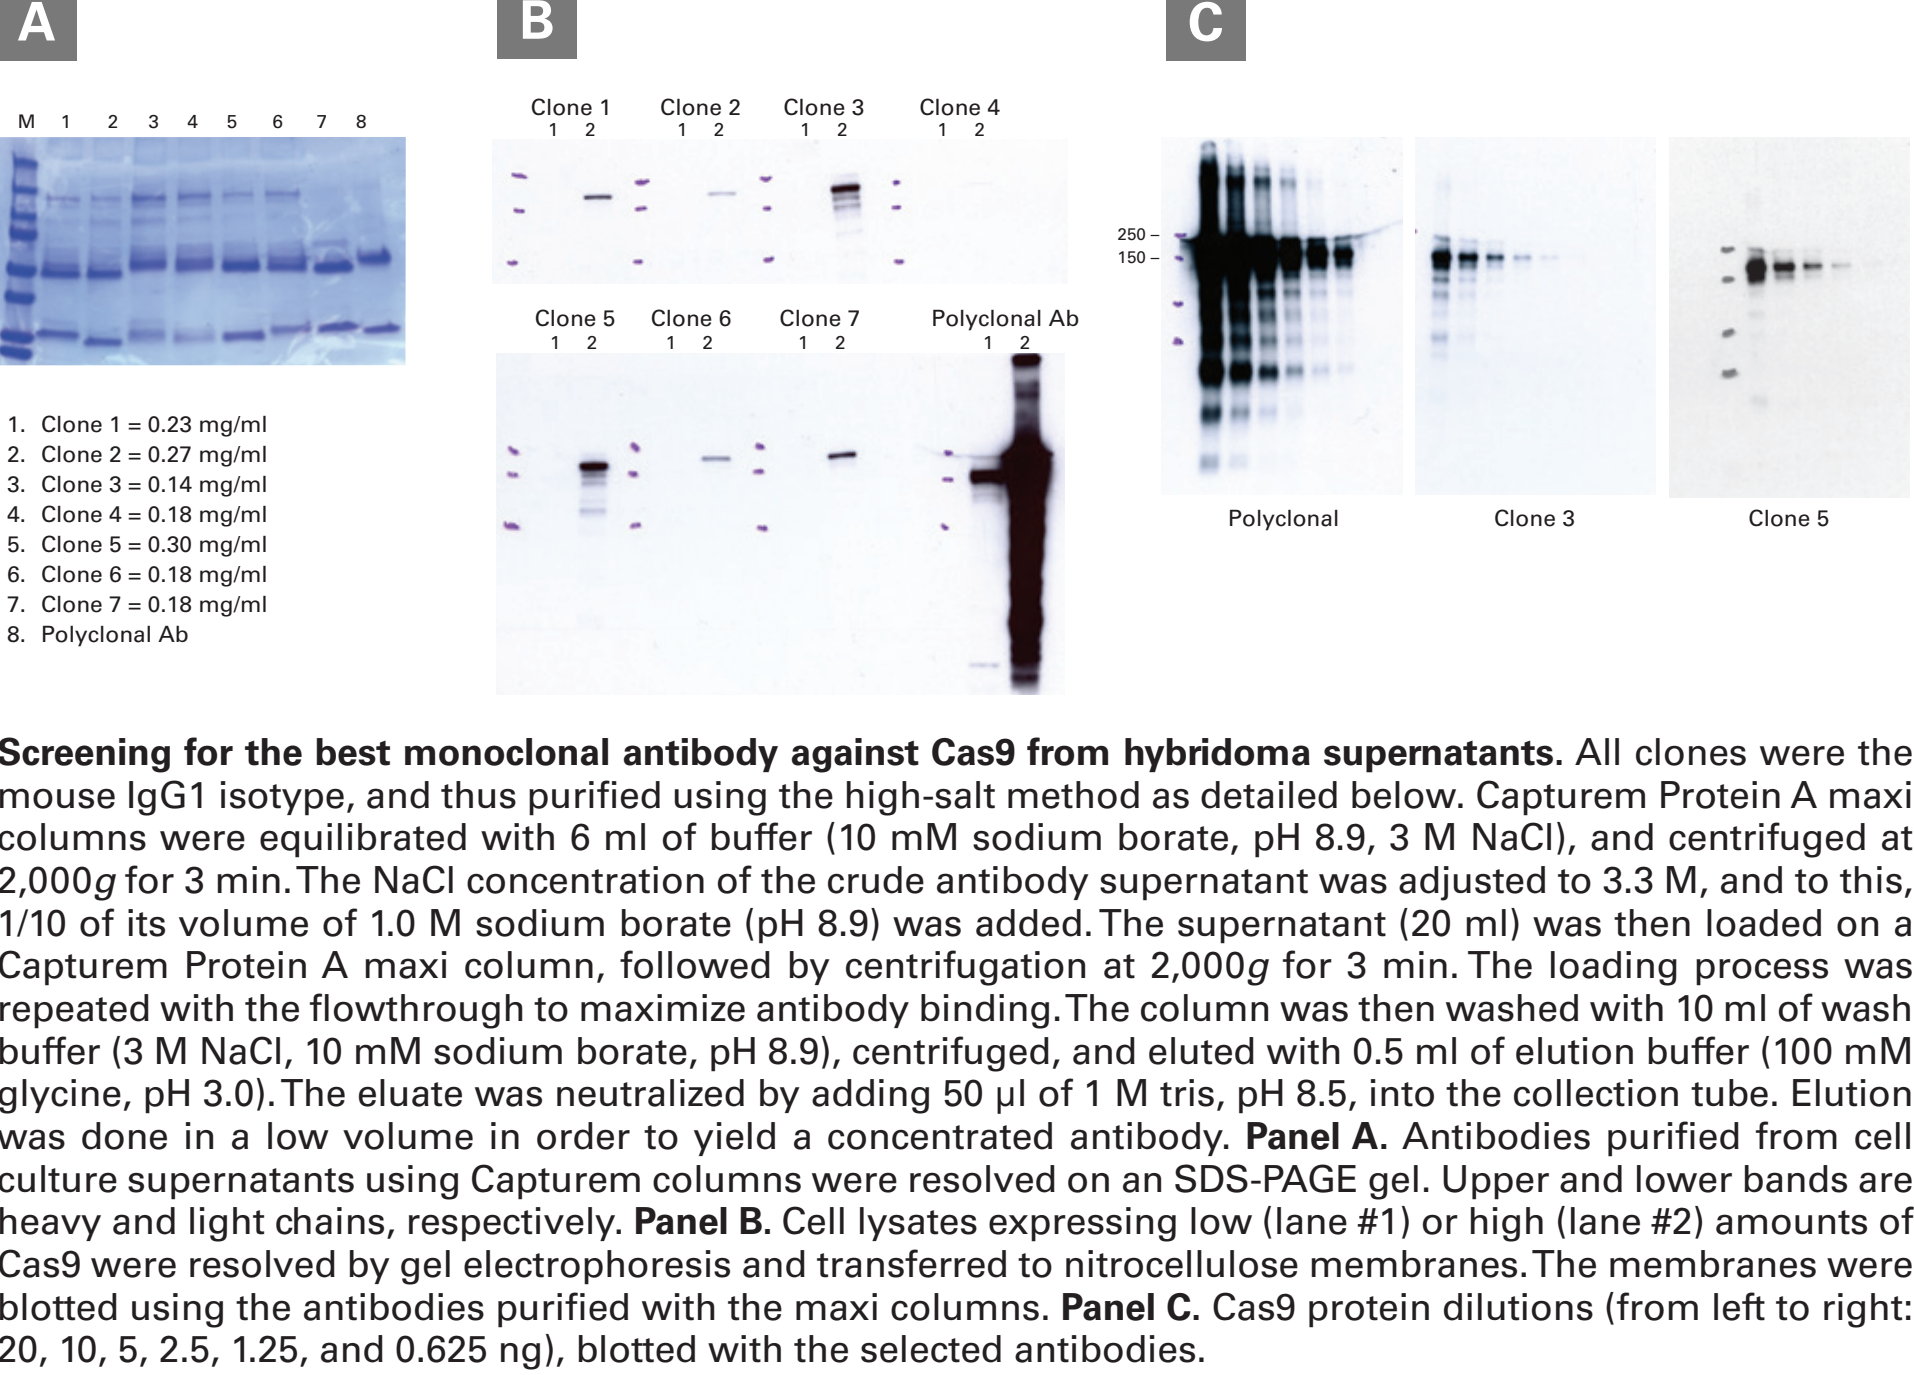 A
B
C
M 1 2 3 4 5 6 7 8
1. Clone 1 = 0.23 mg/ml
2. Clone 2 = 0.27 mg/ml
3. Clone 3 = 0.14 mg/ml
4. Clone 4 = 0.18 mg/ml
5. Clone 5 = 0.30 mg/ml
6. Clone 6 = 0.18 mg/ml
7. Clone 7 = 0.18 mg/ml
8. Polyclonal Ab
Clone 1 Clone 2 Clone 3 Clone 4
1 2 1 2 1 2 1 2
Clone 5 Clone 6 Clone 7 Polyclonal Ab
1 2 1 2 1 2 1 2
250 –
150 –
Polyclonal Clone 3 Clone 5
Screening for the best monoclonal antibody against Cas9 from hybridoma supernatants. All clones were the
mouse IgG1 isotype, and thus purified using the high-salt method as detailed below. Capturem Protein A maxi
columns were equilibrated with 6 ml of buffer (10 mM sodium borate, pH 8.9, 3 M NaCl), and centrifuged at
2,000g for 3 min. The NaCl concentration of the crude antibody supernatant was adjusted to 3.3 M, and to this,
1/10 of its volume of 1.0 M sodium borate (pH 8.9) was added. The supernatant (20 ml) was then loaded on a
Capturem Protein A maxi column, followed by centrifugation at 2,000g for 3 min. The loading process was
repeated with the flowthrough to maximize antibody binding. The column was then washed with 10 ml of wash
buffer (3 M NaCl, 10 mM sodium borate, pH 8.9), centrifuged, and eluted with 0.5 ml of elution buffer (100 mM
glycine, pH 3.0). The eluate was neutralized by adding 50 µl of 1 M tris, pH 8.5, into the collection tube. Elution
was done in a low volume in order to yield a concentrated antibody. Panel A. Antibodies purified from cell
culture supernatants using Capturem columns were resolved on an SDS-PAGE gel. Upper and lower bands are
heavy and light chains, respectively. Panel B. Cell lysates expressing low (lane #1) or high (lane #2) amounts of
Cas9 were resolved by gel electrophoresis and transferred to nitrocellulose membranes. The membranes were
blotted using the antibodies purified with the maxi columns. Panel C. Cas9 protein dilutions (from left to right:
20, 10, 5, 2.5, 1.25, and 0.625 ng), blotted with the selected antibodies.